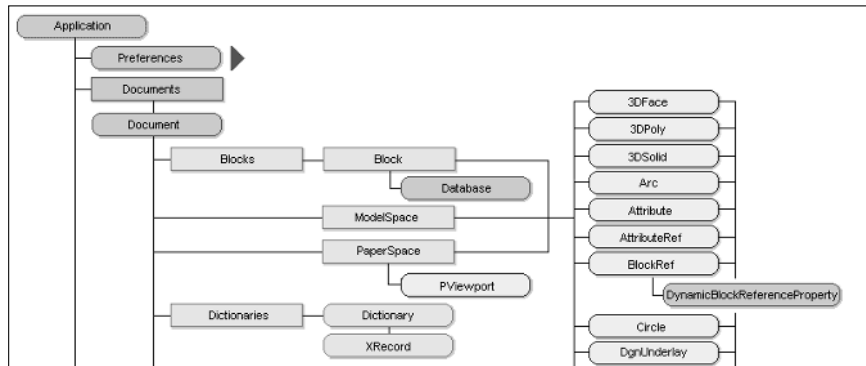 Application
Preferences
Documents
Document
Blocks
Block
Database
ModelSpace
PaperSpace
PViewport
Dictionaries
Dictionary
XRecord
3DFace
3DPoly
3DSolid
Arc
Attribute
AttributeRef
BlockRef
DynamicBlockReferenceProperty
Circle
DgnUnderlay